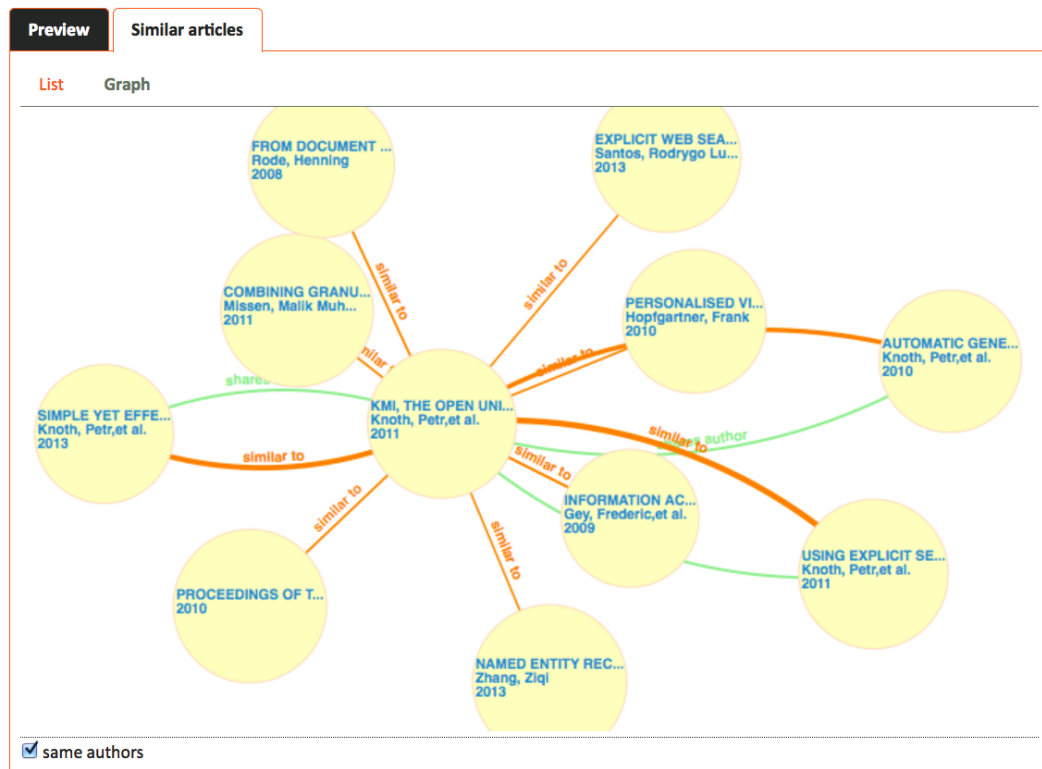 Preview
Similar articles
List
Graph
FROM DOCUMENT ...
Rode, Henning
2008
EXPLICIT WEB SEA...
Santos, Rodrygo Lu...
2013
similar to
similar to
COMBINING GRANU...
Missen, Malik Muh...
2011
PERSONALISED VI...
Hopfgartner, Frank
2010
AUTOMATIC GENE...
Knoth, Petr,et al.
2010
similar to
shares
KMI, THE OPEN UNI...
Knoth, Petr,et al.
2011
SIMPLE YET EFFE...
Knoth, Petr,et al.
2013
similar to
author
similar to
similar to
INFORMATION AC...
Gey, Frederic,et al.
2009
similar to
similar to
USING EXPLICIT SE...
Knoth, Petr,et al.
2011
PROCEEDINGS OF T...
2010
NAMED ENTITY REC...
Zhang, Ziqi
2013
same authors